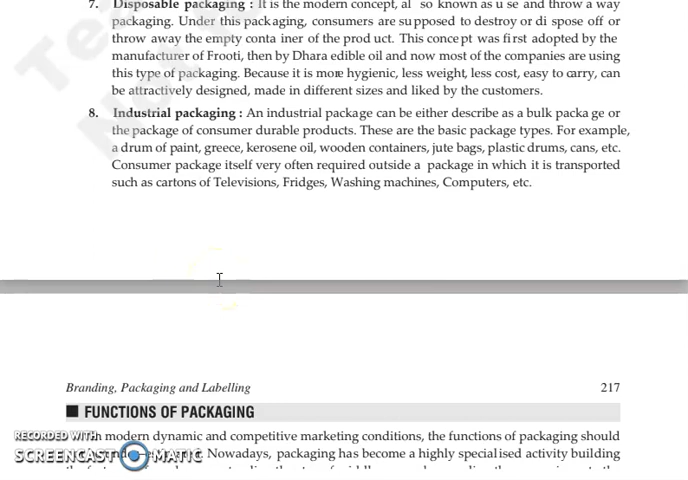 7. Disposable packaging : It is the modern concept, al so known as u se and throw a way
packaging. Under this packaging, consumers are supposed to destroy or di spose off or
throw away the empty conta iner of the prod uct. This conce pt was fi rst adopted by the
manufacturer of Frooti, then by Dhara edible oil and now most of the companies are using
this type of packaging. Because it is more hygienic, less weight, less cost, easy to carry, can
be attractively designed, made in different sizes and liked by the customers.
8. Industrial packaging : An industrial package can be either describe as a bulk packa ge or
the package of consumer durable products. These are the basic package types. For example,
a drum of paint, greece, kerosene oil, wooden containers, jute bags, plastic drums, cans, etc.
Consumer package itself very often required outside a package in which it is transported
such as cartons of Televisions, Fridges, Washing machines, Computers, etc.
Branding, Packaging and Labelling 217
FUNCTIONS OF PACKAGING
modern dynamic and competitive marketing conditions, the functions of packaging should
Nowadays, packaging has become a highly specialised activity building
RECORDED WITH
SCREENCAST MATIC